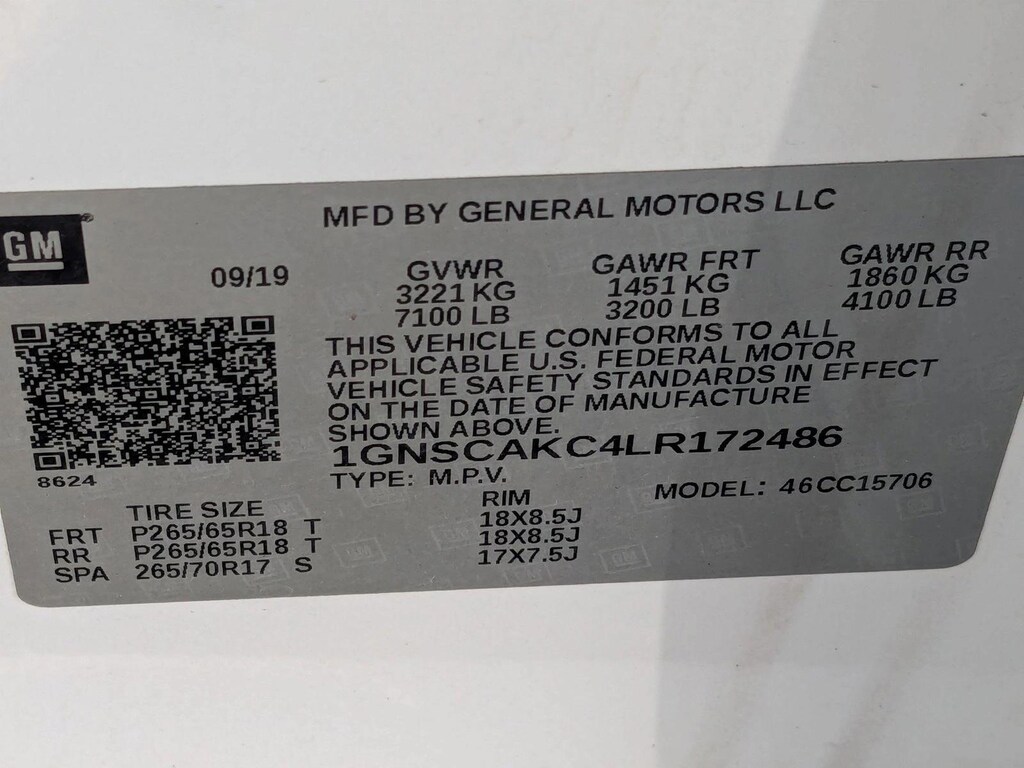 MFD BY GENERAL MOTORS LLC
GM
09/19
GVWR
3221 KG
7100 LB
GAWR FRT
1451 KG
3200 LB
GAWR RR
1860 KG
4100 LB
THIS VEHICLE CONFORMS TO ALL
APPLICABLE U.S. FEDERAL MOTOR
VEHICLE SAFETY STANDARDS IN EFFECT
ON THE DATE OF MANUFACTURE
SHOWN ABOVE.
1GNSCAKC4LR172486
8624
TYPE: M.P.V.
MODEL: 46CC15706
TIRE SIZE
RIM
FRT P265/65R18 T 18X8.5J
RR P265/65R18 T 18X8.5J
SPA 265/70R17 S 17X7.5J